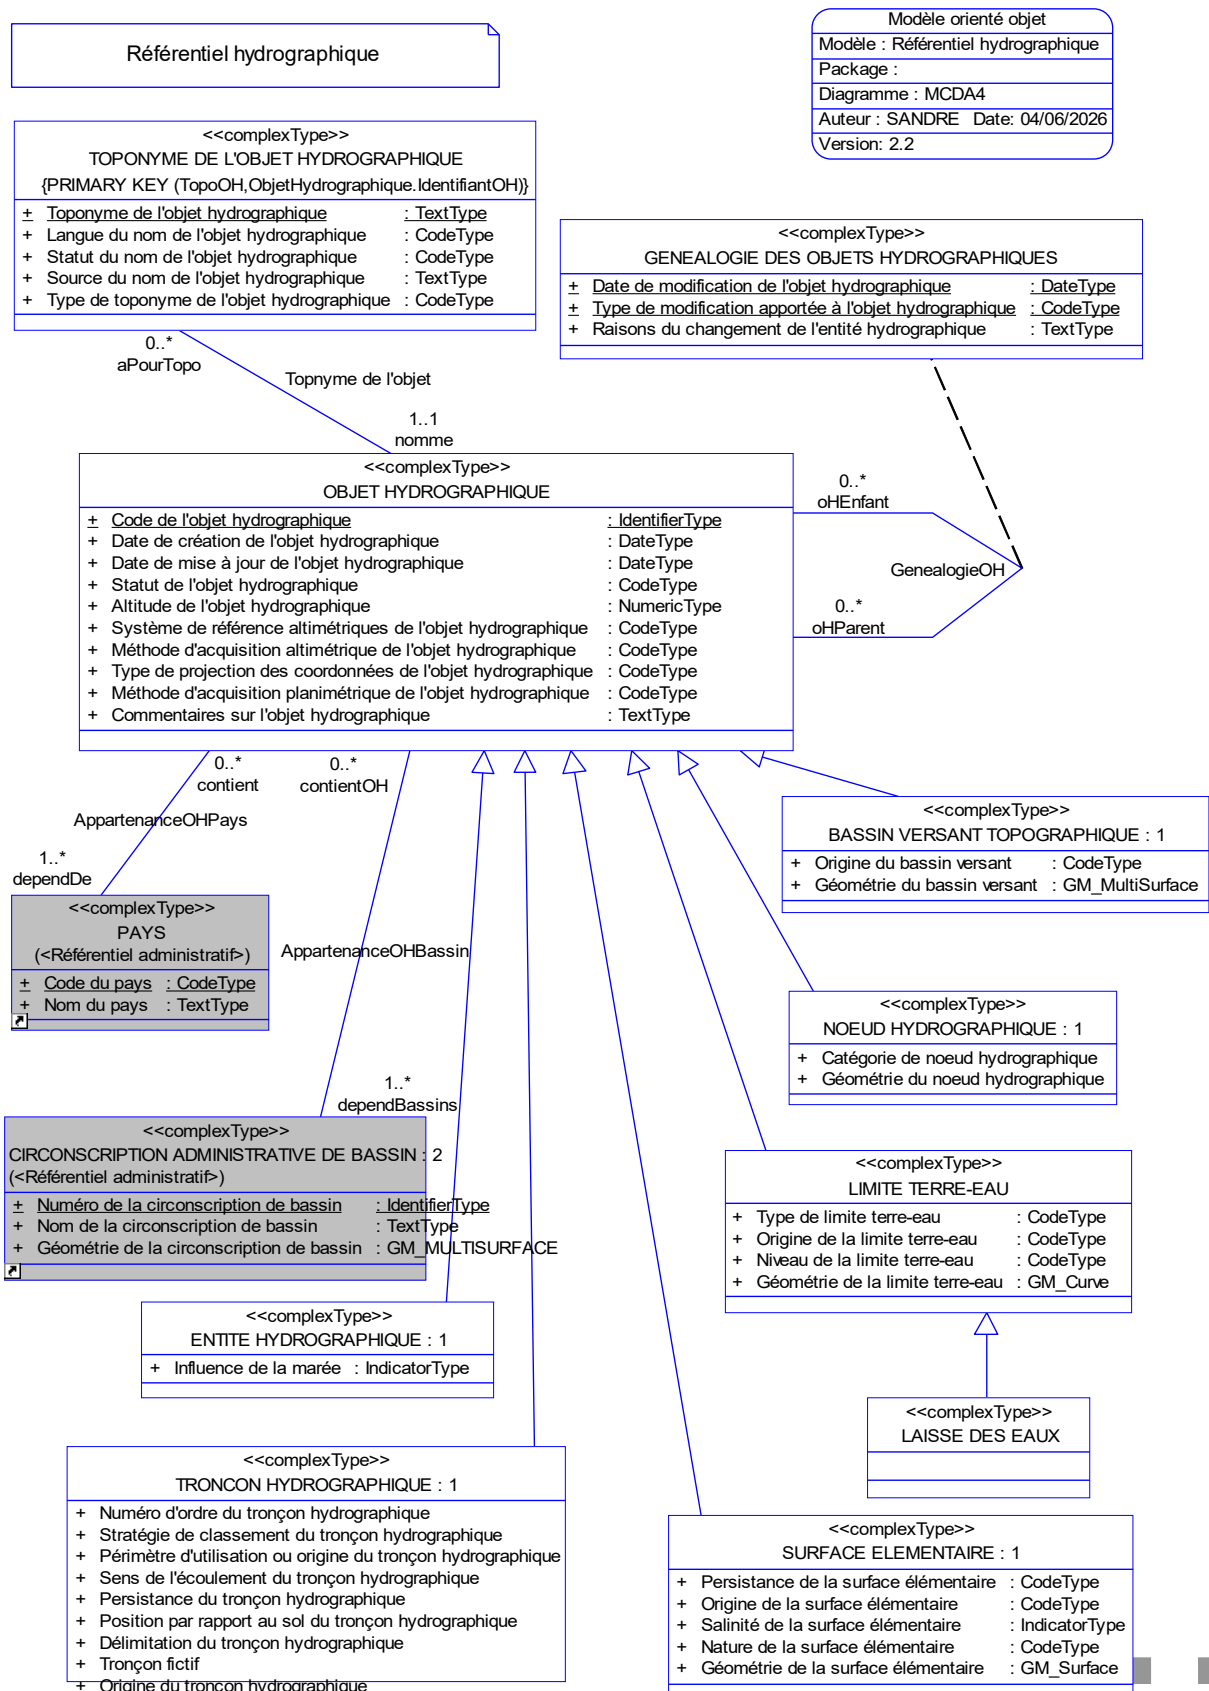 Référentiel hydrographique
Modèle orienté objet
Modèle : Référentiel hydrographique
Package :
Diagramme : MCDA4
Auteur : SANDRE Date: 04/06/2026
Version: 2.2
<<complexType>>
TOPONYME DE L'OBJET HYDROGRAPHIQUE
{PRIMARY KEY (TopoOH,ObjetHydrographique.IdentifiantOH)}
+ Toponyme de l'objet hydrographique : TextType
+ Langue du nom de l'objet hydrographique : CodeType
+ Statut du nom de l'objet hydrographique : CodeType
+ Source du nom de l'objet hydrographique : TextType
+ Type de toponyme de l'objet hydrographique : CodeType
<<complexType>>
GENEALOGIE DES OBJETS HYDROGRAPHIQUES
+ Date de modification de l'objet hydrographique : DateType
+ Type de modification apportée à l'objet hydrographique : CodeType
+ Raisons du changement de l'entité hydrographique : TextType
0..*
aPourTopo
Topnyme de l'objet
1..1
nomme
<<complexType>>
OBJET HYDROGRAPHIQUE
+ Code de l'objet hydrographique : IdentifierType
+ Date de création de l'objet hydrographique : DateType
+ Date de mise à jour de l'objet hydrographique : DateType
+ Statut de l'objet hydrographique : CodeType
+ Altitude de l'objet hydrographique : NumericType
+ Système de référence altimétriques de l'objet hydrographique : CodeType
+ Méthode d'acquisition altimétrique de l'objet hydrographique : CodeType
+ Type de projection des coordonnées de l'objet hydrographique : CodeType
+ Méthode d'acquisition planimétrique de l'objet hydrographique : CodeType
+ Commentaires sur l'objet hydrographique : TextType
0..*
oHEnfant
GenealogieOH
0..*
oHParent
0..*
contient
0..*
contientOH
AppartenanceOHPays
1..*
dependDe
<<complexType>>
BASSIN VERSANT TOPOGRAPHIQUE : 1
+ Origine du bassin versant : CodeType
+ Géométrie du bassin versant : GM_MultiSurface
<<complexType>>
PAYS
(<Référentiel administratif>)
+ Code du pays : CodeType
+ Nom du pays : TextType
AppartenanceOHBassin
<<complexType>>
NOEUD HYDROGRAPHIQUE : 1
+ Catégorie de noeud hydrographique
+ Géométrie du noeud hydrographique
1..*
dependBassins
<<complexType>>
CIRCONSCRIPTION ADMINISTRATIVE DE BASSIN : 2
(<Référentiel administratif>)
+ Numéro de la circonscription de bassin : IdentifierType
+ Nom de la circonscription de bassin : TextType
+ Géométrie de la circonscription de bassin : GM_MULTISURFACE
<<complexType>>
LIMITE TERRE-EAU
+ Type de limite terre-eau : CodeType
+ Origine de la limite terre-eau : CodeType
+ Niveau de la limite terre-eau : CodeType
+ Géométrie de la limite terre-eau : GM_Curve
<<complexType>>
ENTITE HYDROGRAPHIQUE : 1
+ Influence de la marée : IndicatorType
<<complexType>>
LAISSE DES EAUX
<<complexType>>
TRONCON HYDROGRAPHIQUE : 1
+ Numéro d'ordre du tronçon hydrographique
+ Stratégie de classement du tronçon hydrographique
+ Périmètre d'utilisation ou origine du tronçon hydrographique
+ Sens de l'écoulement du tronçon hydrographique
+ Persistance du tronçon hydrographique
+ Position par rapport au sol du tronçon hydrographique
+ Délimitation du tronçon hydrographique
+ Tronçon fictif
+ Origine du tronçon hydrographique
<<complexType>>
SURFACE ELEMENTAIRE : 1
+ Persistance de la surface élémentaire : CodeType
+ Origine de la surface élémentaire : CodeType
+ Salinité de la surface élémentaire : IndicatorType
+ Nature de la surface élémentaire : CodeType
+ Géométrie de la surface élémentaire : GM_Surface